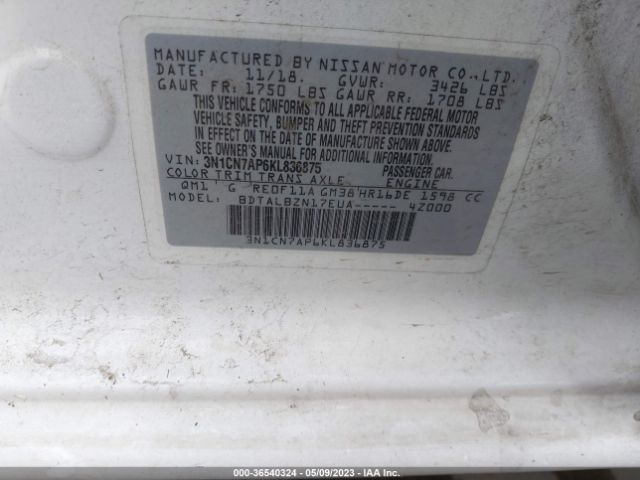 MANUFACTURED BY NISSAN MOTOR CO., LTD.
DATE: 11/18. GVWR: 3426 LBS
GAWR FR: 1750 LBS GAWR RR: 1708 LBS
THIS VEHICLE CONFORMS TO ALL APPLICABLE FEDERAL MOTOR
VEHICLE SAFETY, BUMPER AND THEFT PREVENTION STANDARDS
IN EFFECT ON THE DATE OF MANUFACTURE SHOWN ABOVE.
SEE OWNER'S MANUAL FOR ADDITIONAL INFORMATION.
VIN: 3N1CN7AP6KL836875 PASSENGER CAR.
COLOR TRIM TRANS AXLE ENGINE
QM1 G RE0F11A GM38 HR16DE 1598 CC
MODEL: BDTALBZN17EUA----- 42000
3N1CN7AP6KL836875
000-36540324 | 05/09/2023 - Copyright IAA, LLC